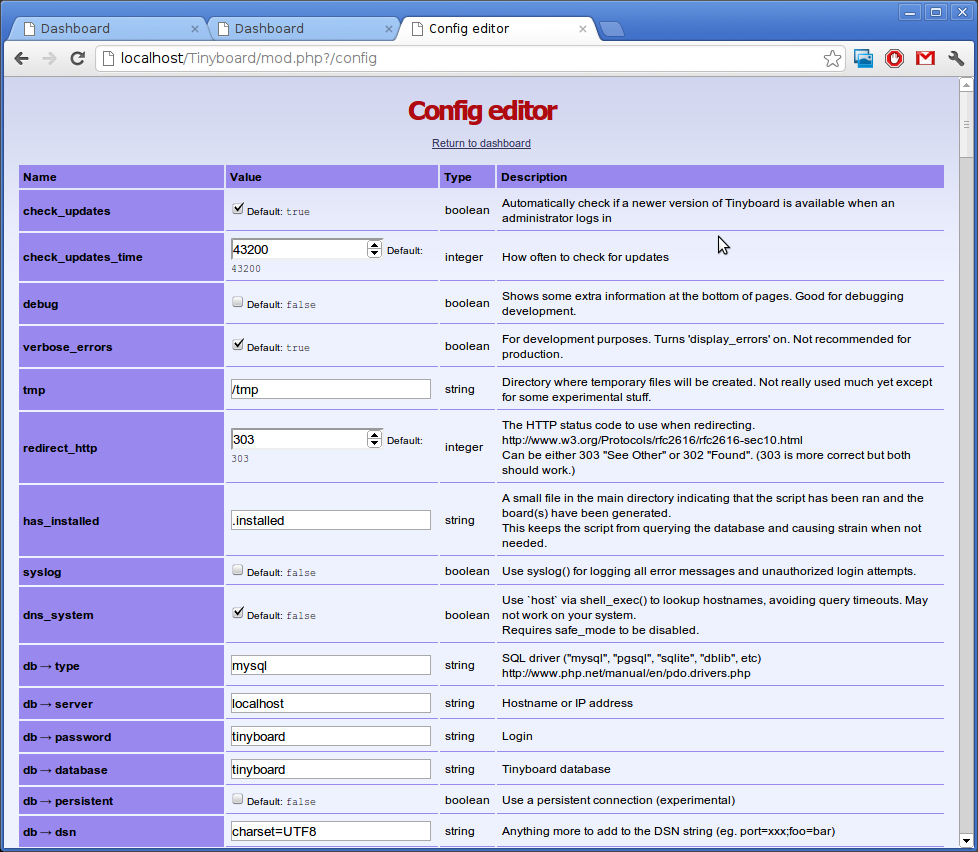 Dashboard
Dashboard
Config editor
localhost/Tinyboard/mod.php?/config
Config editor
Return to dashboard
Name Value Type Description
check_updates Default: true boolean Automatically check if a newer version of Tinyboard is available when an
administrator logs in
check_updates_time 43200 Default: integer How often to check for updates
43200
debug Default: false boolean Shows some extra information at the bottom of pages. Good for debugging
development.
verbose_errors Default: true boolean For development purposes. Turns 'display_errors' on. Not recommended for
production.
tmp /tmp string Directory where temporary files will be created. Not really used much yet except
for some experimental stuff.
redirect_http 303 Default: integer The HTTP status code to use when redirecting.
303 http://www.w3.org/Protocols/rfc2616/rfc2616-sec10.html
Can be either 303 "See Other" or 302 "Found". (303 is more correct but both
should work.)
has_installed .installed string A small file in the main directory indicating that the script has been ran and the
board(s) have been generated.
This keeps the script from querying the database and causing strain when not
needed.
syslog Default: false boolean Use syslog() for logging all error messages and unauthorized login attempts.
dns_system Default: false boolean Use `host` via shell_exec() to lookup hostnames, avoiding query timeouts. May
not work on your system.
Requires safe_mode to be disabled.
db → type mysql string SQL driver ("mysql", "pgsql", "sqlite", "dblib", etc)
http://www.php.net/manual/en/pdo.drivers.php
db → server localhost string Hostname or IP address
db → password tinyboard string Login
db → database tinyboard string Tinyboard database
db → persistent Default: false boolean Use a persistent connection (experimental)
db → dsn charset=UTF8 string Anything more to add to the DSN string (eg. port=xxx;foo=bar)